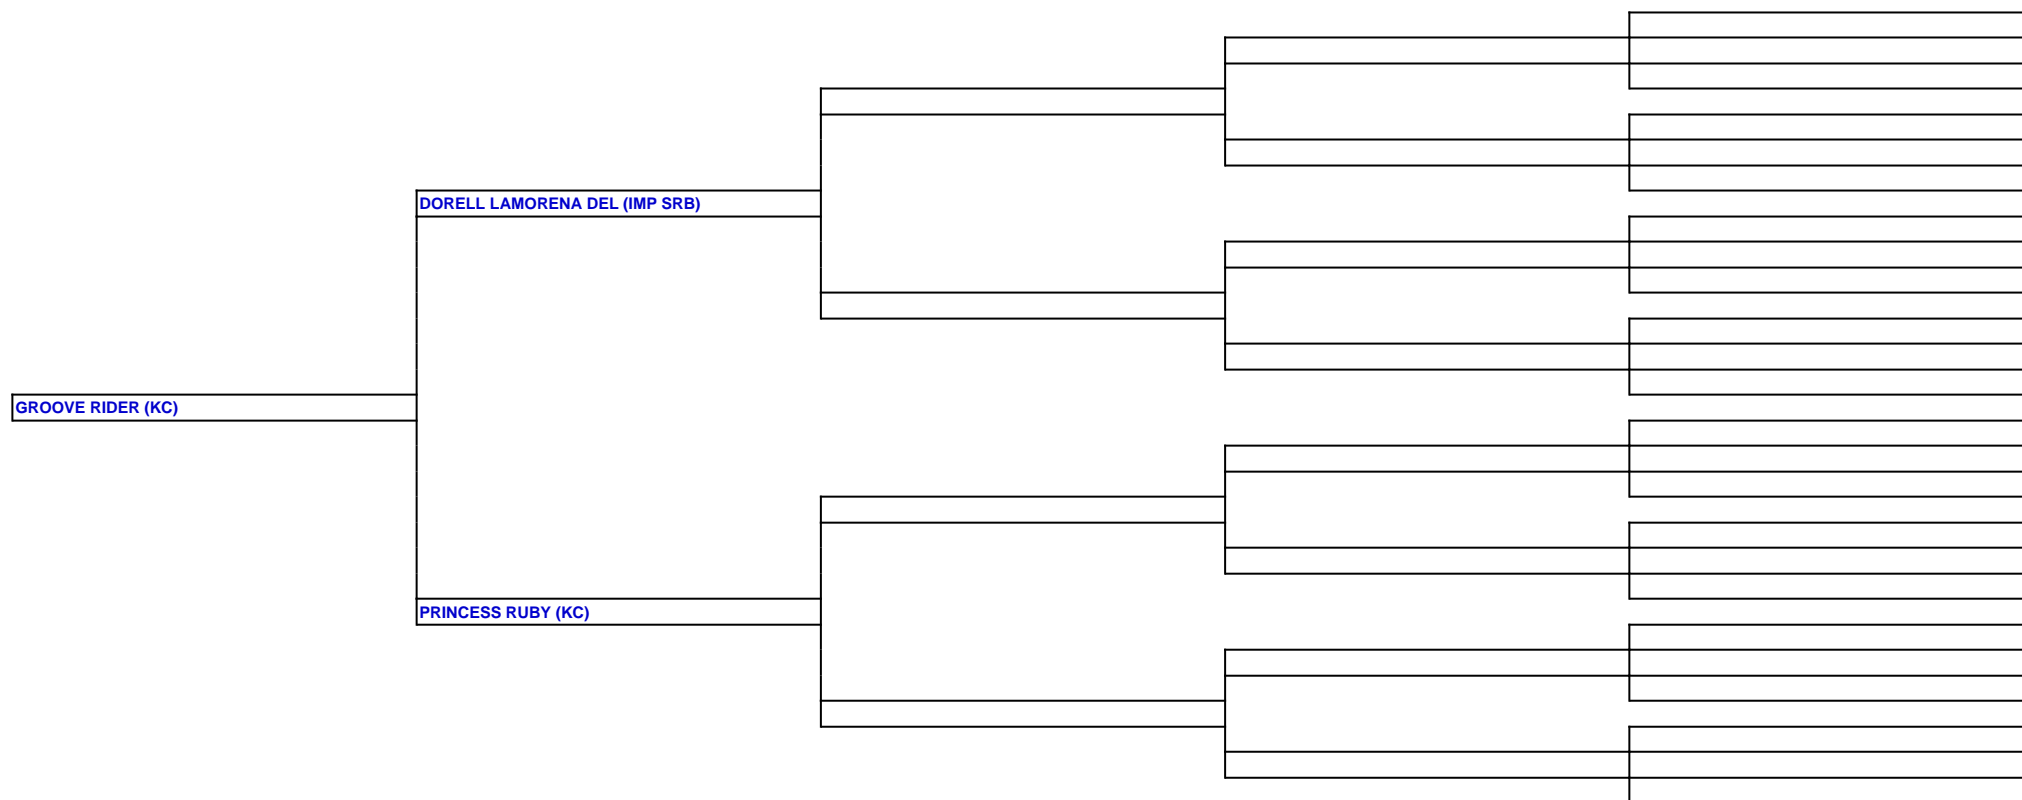 DORELL LAMORENA DEL (IMP SRB)
GROOVE RIDER (KC)
PRINCESS RUBY (KC)